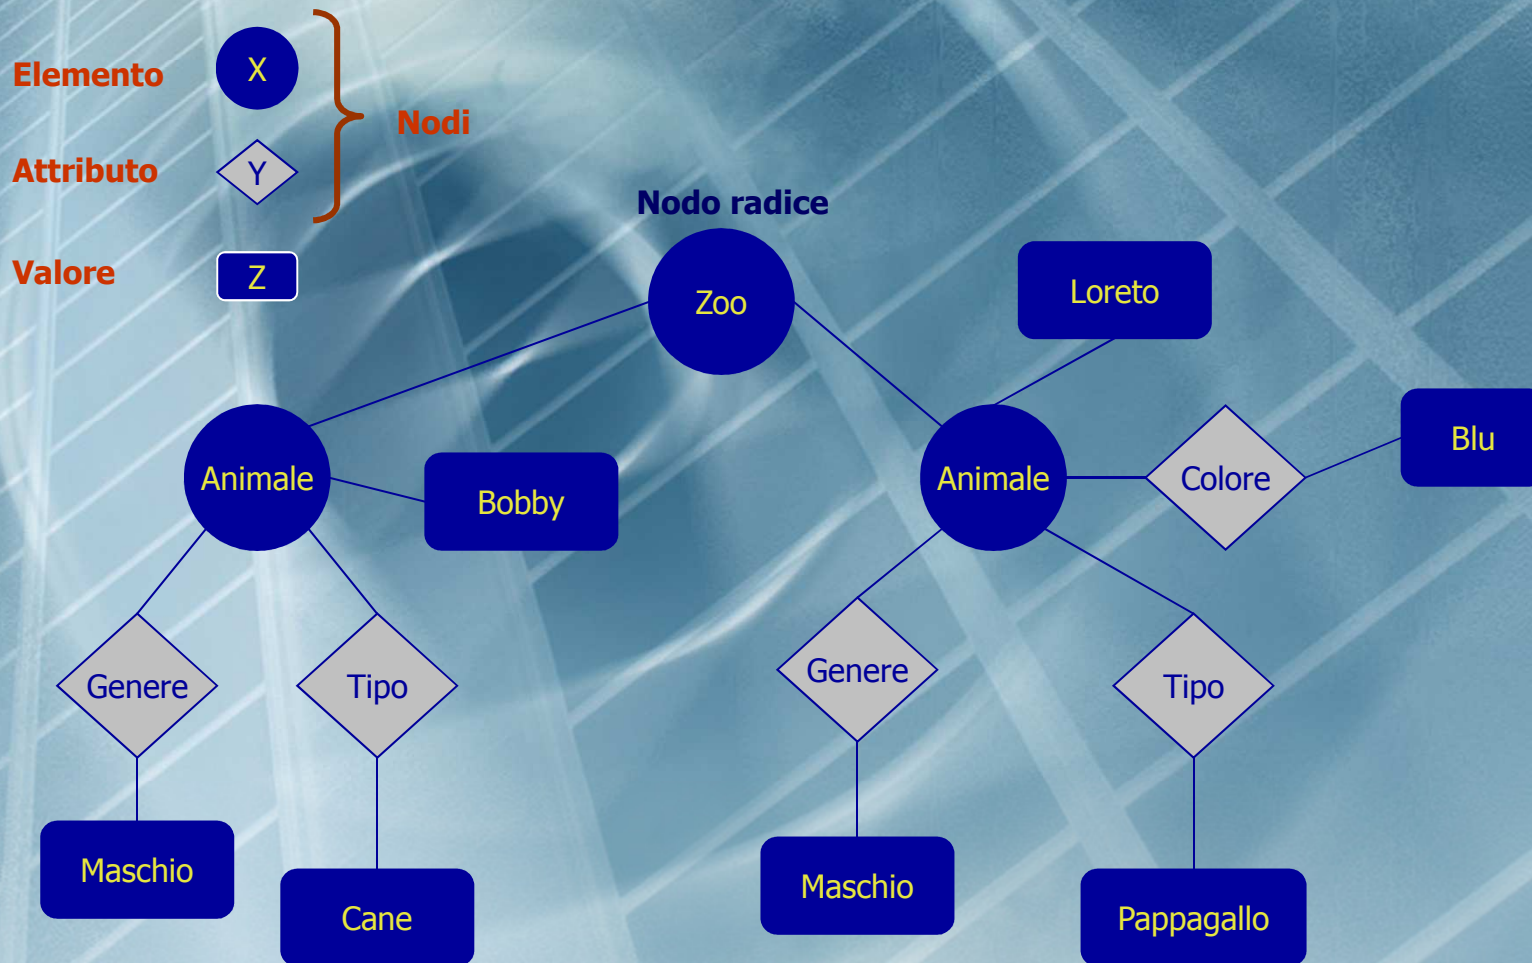 Elemento
X
Nodi
Attributo
Y
Valore
Z
Nodo radice
Zoo
Loreto
Animale
Bobby
Animale
Colore
Blu
Genere
Tipo
Genere
Tipo
Maschio
Cane
Maschio
Pappagallo